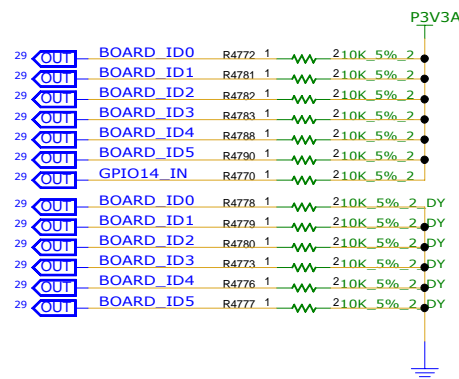 P3V3A
29 OUT BOARD_ID0 R4772 1 2 10K_5%_2
29 OUT BOARD_ID1 R4781 1 2 10K_5%_2
29 OUT BOARD_ID2 R4782 1 2 10K_5%_2
29 OUT BOARD_ID3 R4783 1 2 10K_5%_2
29 OUT BOARD_ID4 R4788 1 2 10K_5%_2
29 OUT BOARD_ID5 R4790 1 2 10K_5%_2
29 OUT GPIO14_IN R4770 1 2 10K_5%_2
29 OUT BOARD_ID0 R4778 1 2 10K_5%_2_DY
29 OUT BOARD_ID1 R4779 1 2 10K_5%_2_DY
29 OUT BOARD_ID2 R4780 1 2 10K_5%_2_DY
29 OUT BOARD_ID3 R4773 1 2 10K_5%_2_DY
29 OUT BOARD_ID4 R4776 1 2 10K_5%_2_DY
29 OUT BOARD_ID5 R4777 1 2 10K_5%_2_DY